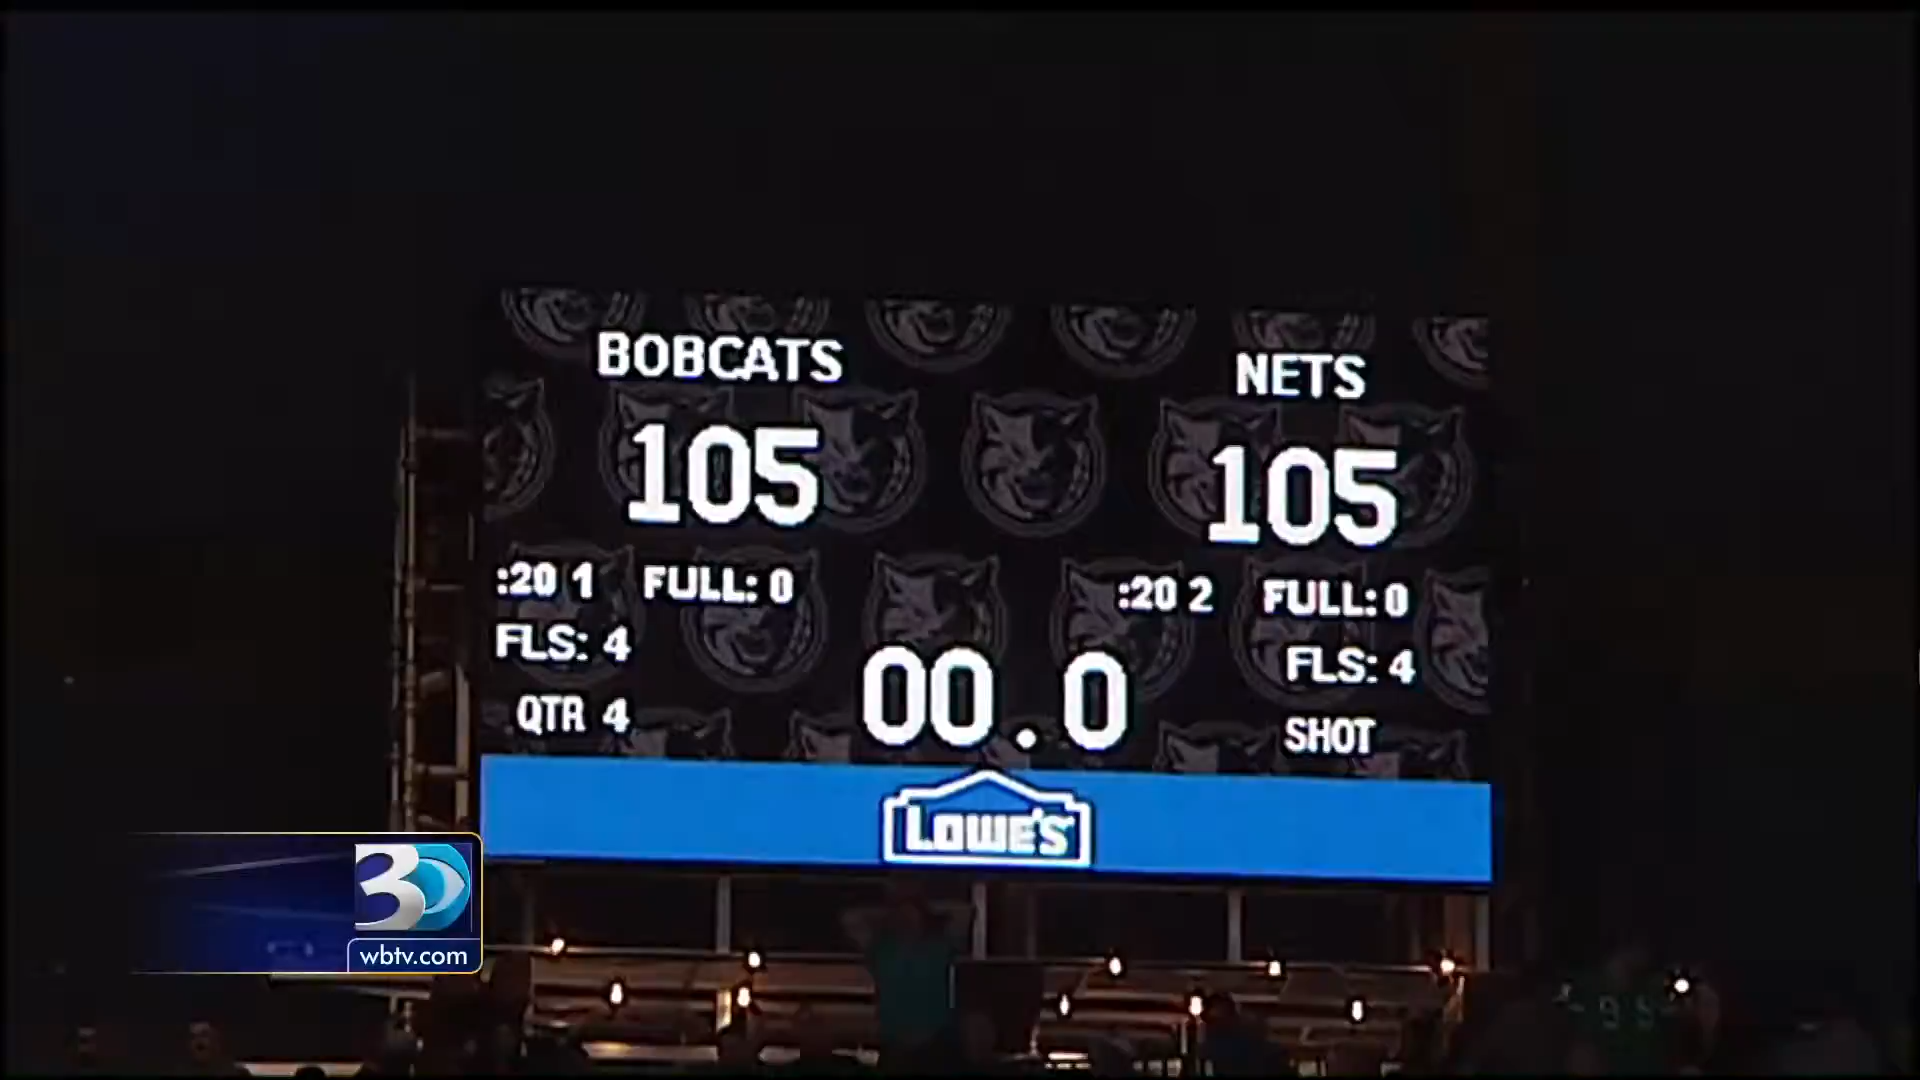 BOBCATS NETS
105 105
:20 1 FULL: 0 :20 2 FULL: 0
FLS: 4 FLS: 4
QTR 4 00.0 SHOT
LOWE'S
3
wbtv.com